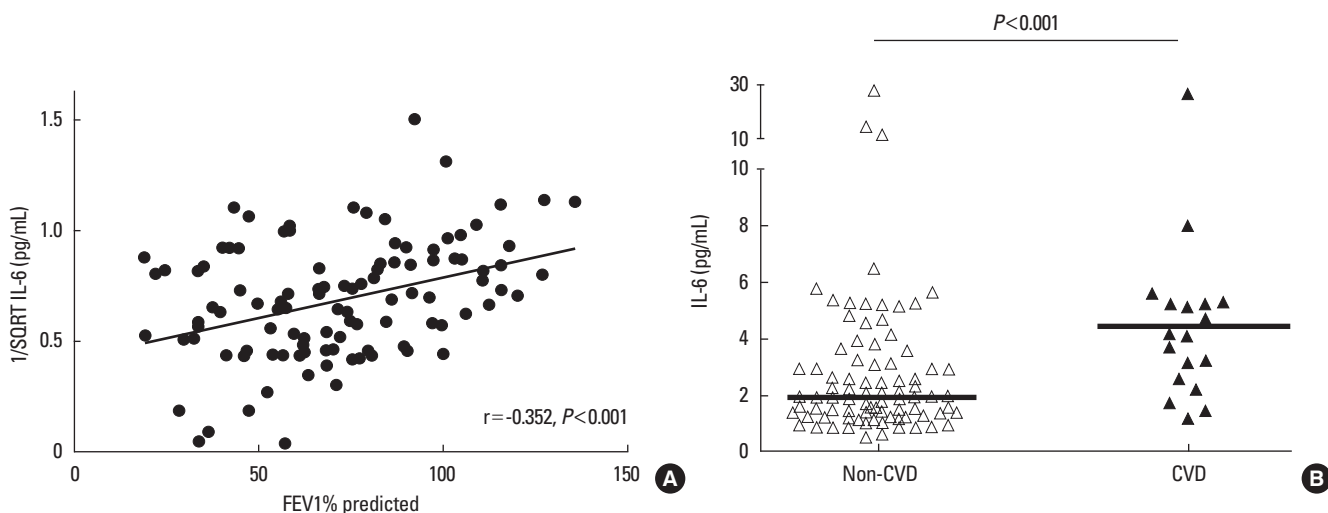 1.5
1.0
0.5
0
1/SQRT IL-6 (pg/mL)
r=-0.352, P<0.001
0
50
100
150
FEV1% predicted
A
P<0.001
30
10
10
8
6
4
2
0
IL-6 (pg/mL)
Non-CVD
CVD
B